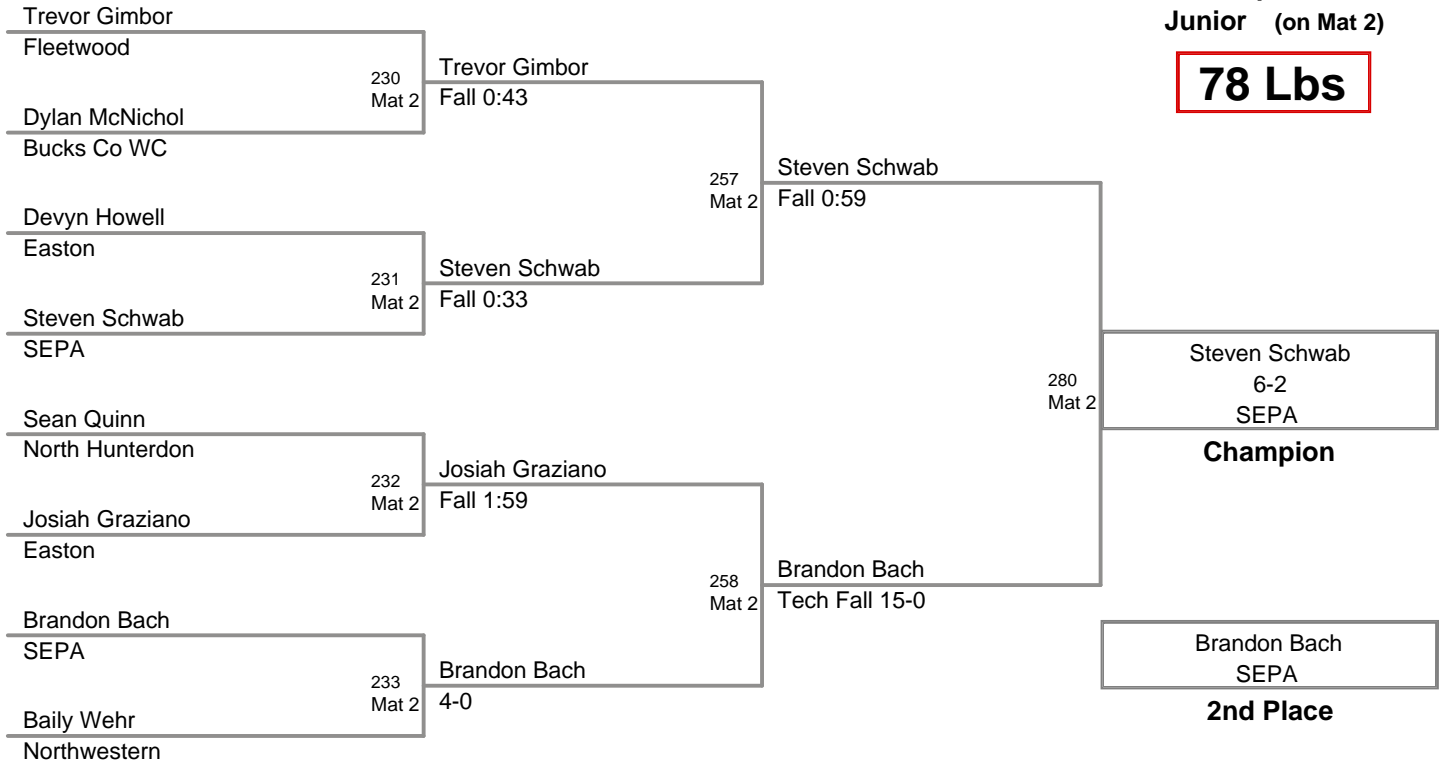 Junior (on Mat 2)
78 Lbs
Trevor Gimbor
Fleetwood
Dylan McNichol
Bucks Co WC
Devyn Howell
Easton
Steven Schwab
SEPA
Sean Quinn
North Hunterdon
Josiah Graziano
Easton
Brandon Bach
SEPA
Baily Wehr
Northwestern
230
Mat 2
Trevor Gimbor
Fall 0:43
231
Mat 2
Steven Schwab
Fall 0:33
232
Mat 2
Josiah Graziano
Fall 1:59
233
Mat 2
Brandon Bach
4-0
257
Mat 2
Steven Schwab
Fall 0:59
258
Mat 2
Brandon Bach
Tech Fall 15-0
280
Mat 2
Steven Schwab
6-2
SEPA
Champion
Brandon Bach
SEPA
2nd Place